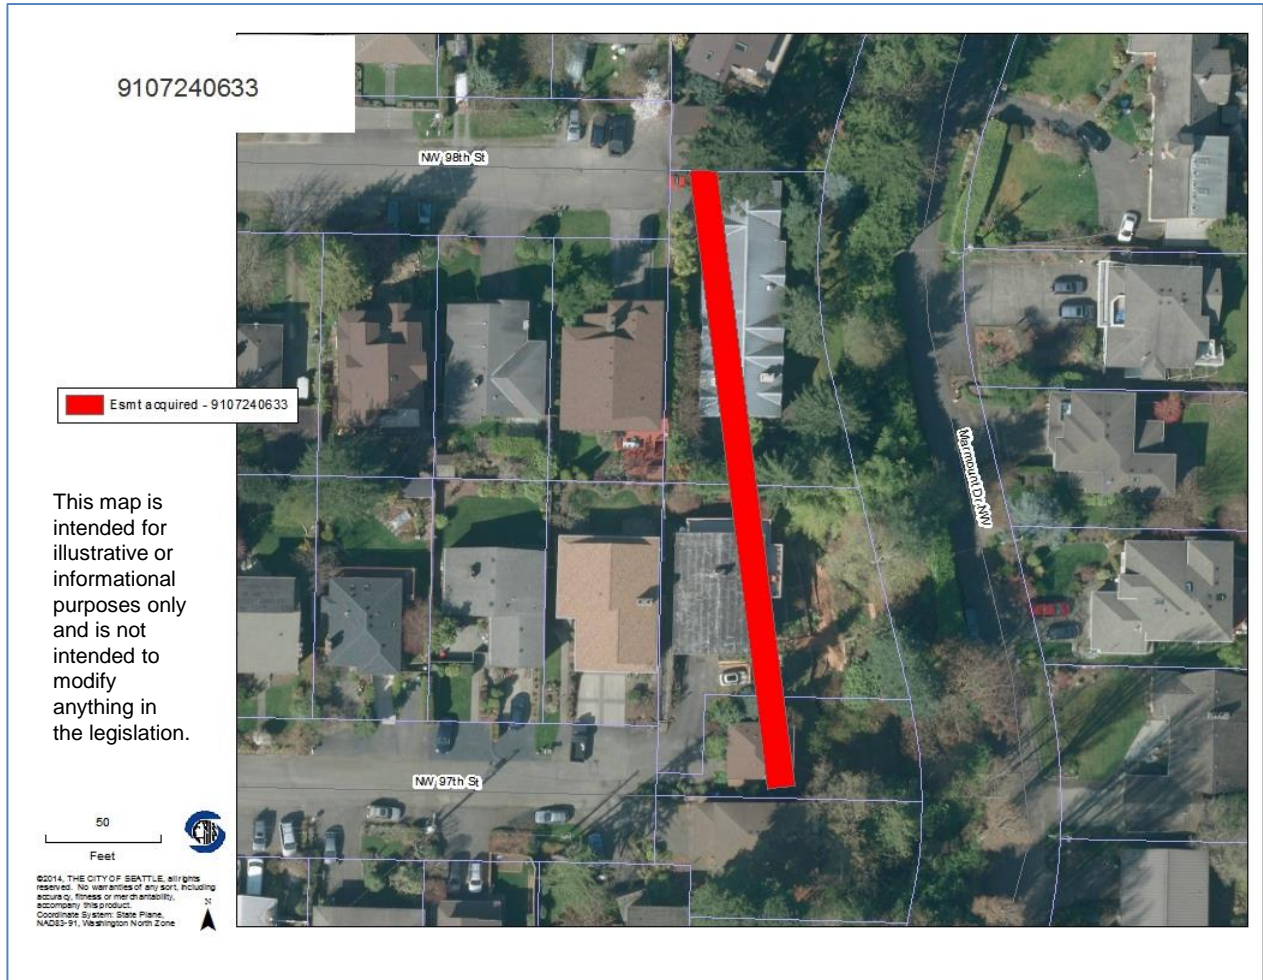 9107240633
NW 98th St
Esmt acquired - 9107240633
Marmount Dr NW
This map is
intended for
illustrative or
informational
purposes only
and is not
intended to
modify
anything in
the legislation.
NW 97th St
50
Feet
©2014, THE CITY OF SEATTLE, all rights
reserved. No warranties of any sort, including
accuracy, fitness or merchantability,
accompany this product.
Coordinate System: State Plane,
NAD83-91, Washington North Zone
N